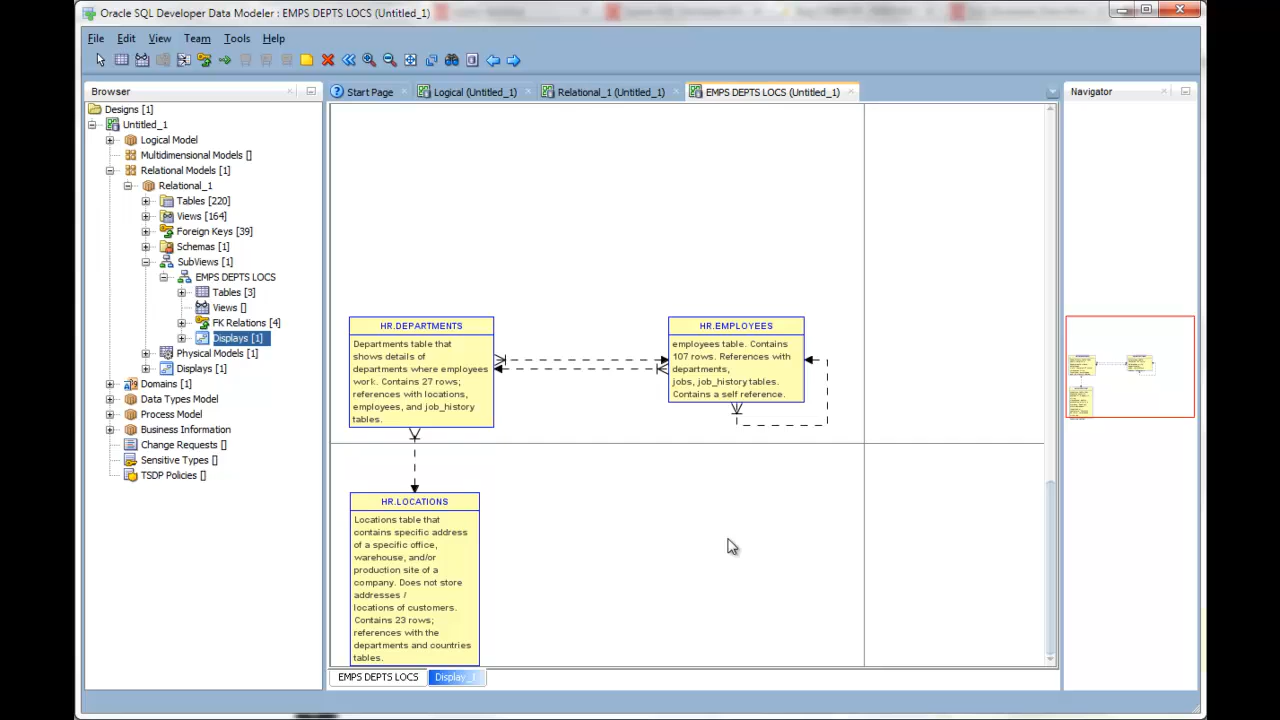 Oracle SQL Developer Data Modeler : EMPS DEPTS LOCS (Untitled_1)
File Edit View Team Tools Help
Browser
Start Page
Logical (Untitled_1)
Relational_1 (Untitled_1)
EMPS DEPTS LOCS (Untitled_1)
Navigator
Designs [1]
Untitled_1
Logical Model
Multidimensional Models []
Relational Models [1]
Relational_1
Tables [220]
Views [164]
Foreign Keys [39]
Schemas [1]
SubViews [1]
EMPS DEPTS LOCS
Tables [3]
Views []
FK Relations [4]
Displays [1]
Physical Models [1]
Displays [1]
Domains [1]
Data Types Model
Process Model
Business Information
Change Requests []
Sensitive Types []
TSDP Policies []
HR.DEPARTMENTS
Departments table that
shows details of
departments where employees
work. Contains 27 rows;
references with locations,
employees, and job_history
tables.
HR.EMPLOYEES
employees table. Contains
107 rows. References with
departments,
jobs, job_history tables.
Contains a self reference.
HR.LOCATIONS
Locations table that
contains specific address
of a specific office,
warehouse, and/or
production site of a
company. Does not store
addresses /
locations of customers.
Contains 23 rows;
references with the
departments and countries
tables.
EMPS DEPTS LOCS
Display_1